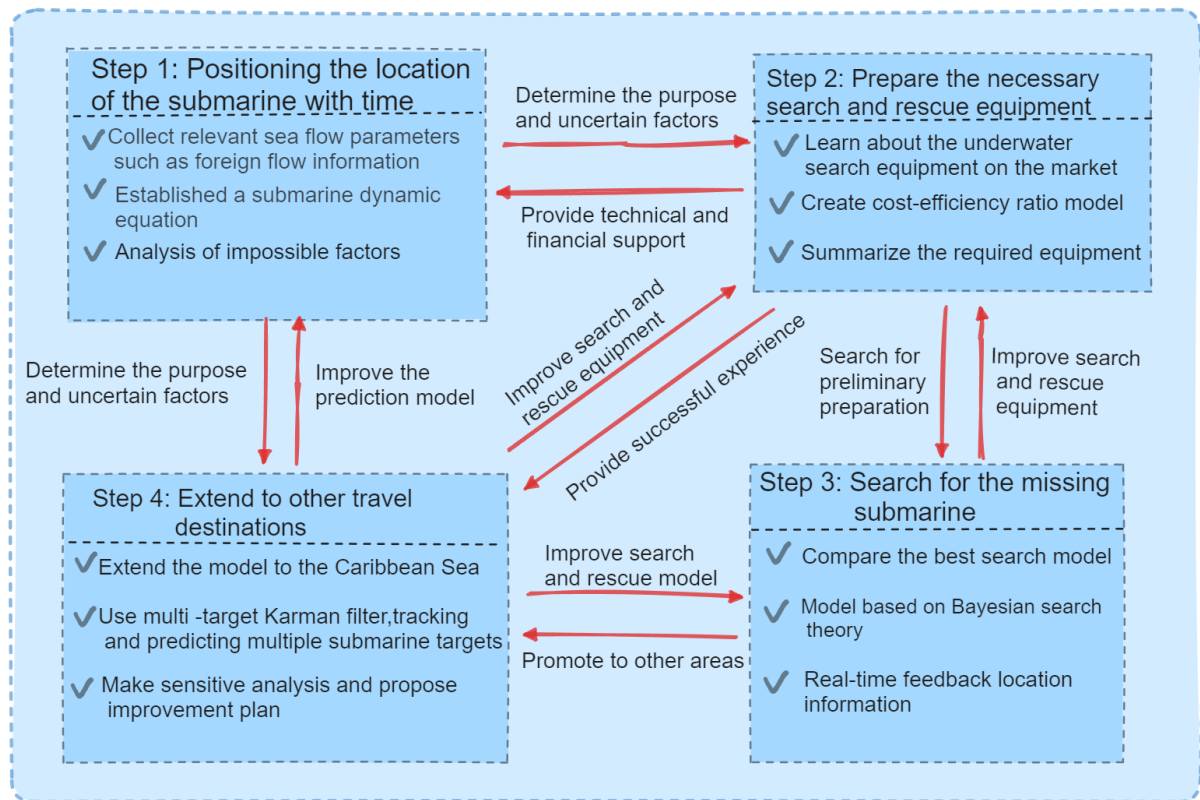 Step 1: Positioning the location
of the submarine with time
Collect relevant sea flow parameters
such as foreign flow information
Established a submarine dynamic
equation
Analysis of impossible factors
Determine the purpose
and uncertain factors
Provide technical and
financial support
Step 2: Prepare the necessary
search and rescue equipment
Learn about the underwater
search equipment on the market
Create cost-efficiency ratio model
Summarize the required equipment
Determine the purpose
and uncertain factors
Improve the
prediction model
Improve search and
rescue equipment
Provide successful experience
Search for
preliminary
preparation
Improve search
and rescue
equipment
Step 4: Extend to other travel
destinations
Extend the model to the Caribbean Sea
Use multi -target Karman filter,tracking
and predicting multiple submarine targets
Make sensitive analysis and propose
improvement plan
Improve search
and rescue model
Promote to other areas
Step 3: Search for the missing
submarine
Compare the best search model
Model based on Bayesian search
theory
Real-time feedback location
information